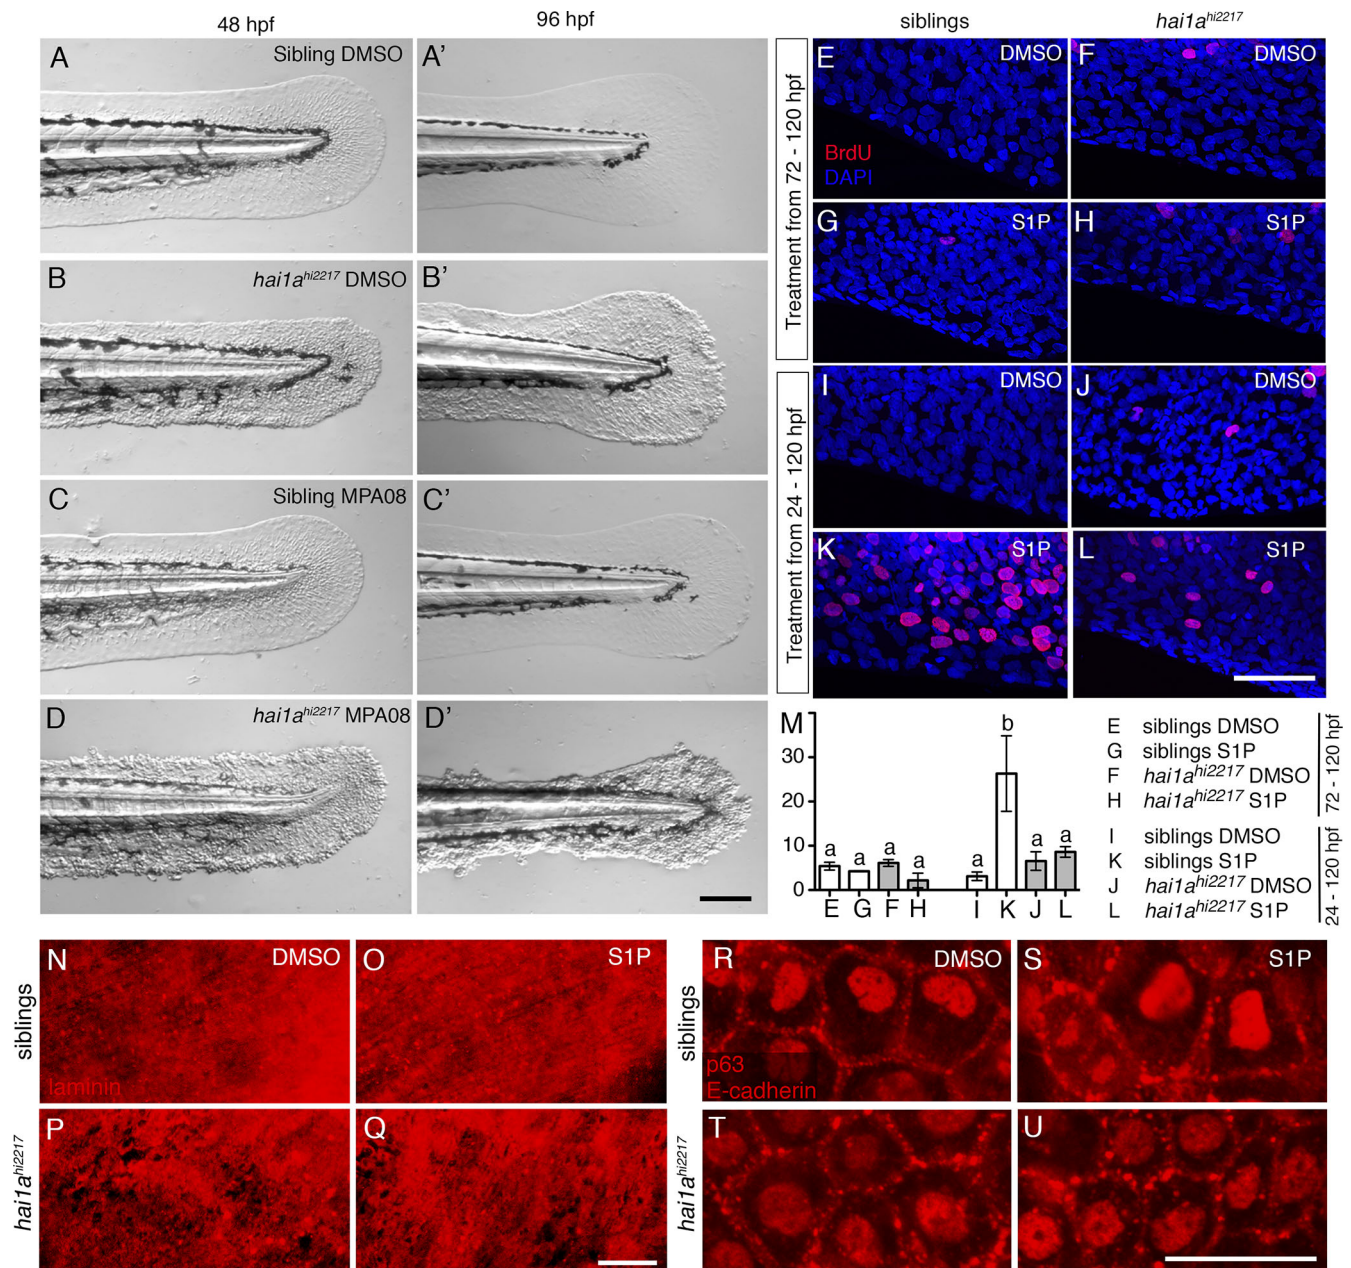 48 hpf
96 hpf
A
Sibling DMSO
A'
B
hai1a^hi2217 DMSO
B'
C
Sibling MPA08
C'
D
hai1a^hi2217 MPA08
D'
siblings
hai1a^hi2217
Treatment from 72 - 120 hpf
E
DMSO
BrdU
DAPI
F
DMSO
G
S1P
H
S1P
Treatment from 24 - 120 hpf
I
DMSO
J
DMSO
K
S1P
L
S1P
M
30
20
10
0
a
a
a
a
a
b
a
a
E G F H I K J L
E siblings DMSO
G siblings S1P
F hai1a^hi2217 DMSO
H hai1a^hi2217 S1P
72 - 120 hpf
I siblings DMSO
K siblings S1P
J hai1a^hi2217 DMSO
L hai1a^hi2217 S1P
24 - 120 hpf
siblings
hai1a^hi2217
N
DMSO
laminin
O
S1P
P
Q
siblings
hai1a^hi2217
R
DMSO
p63
E-cadherin
S
S1P
T
U